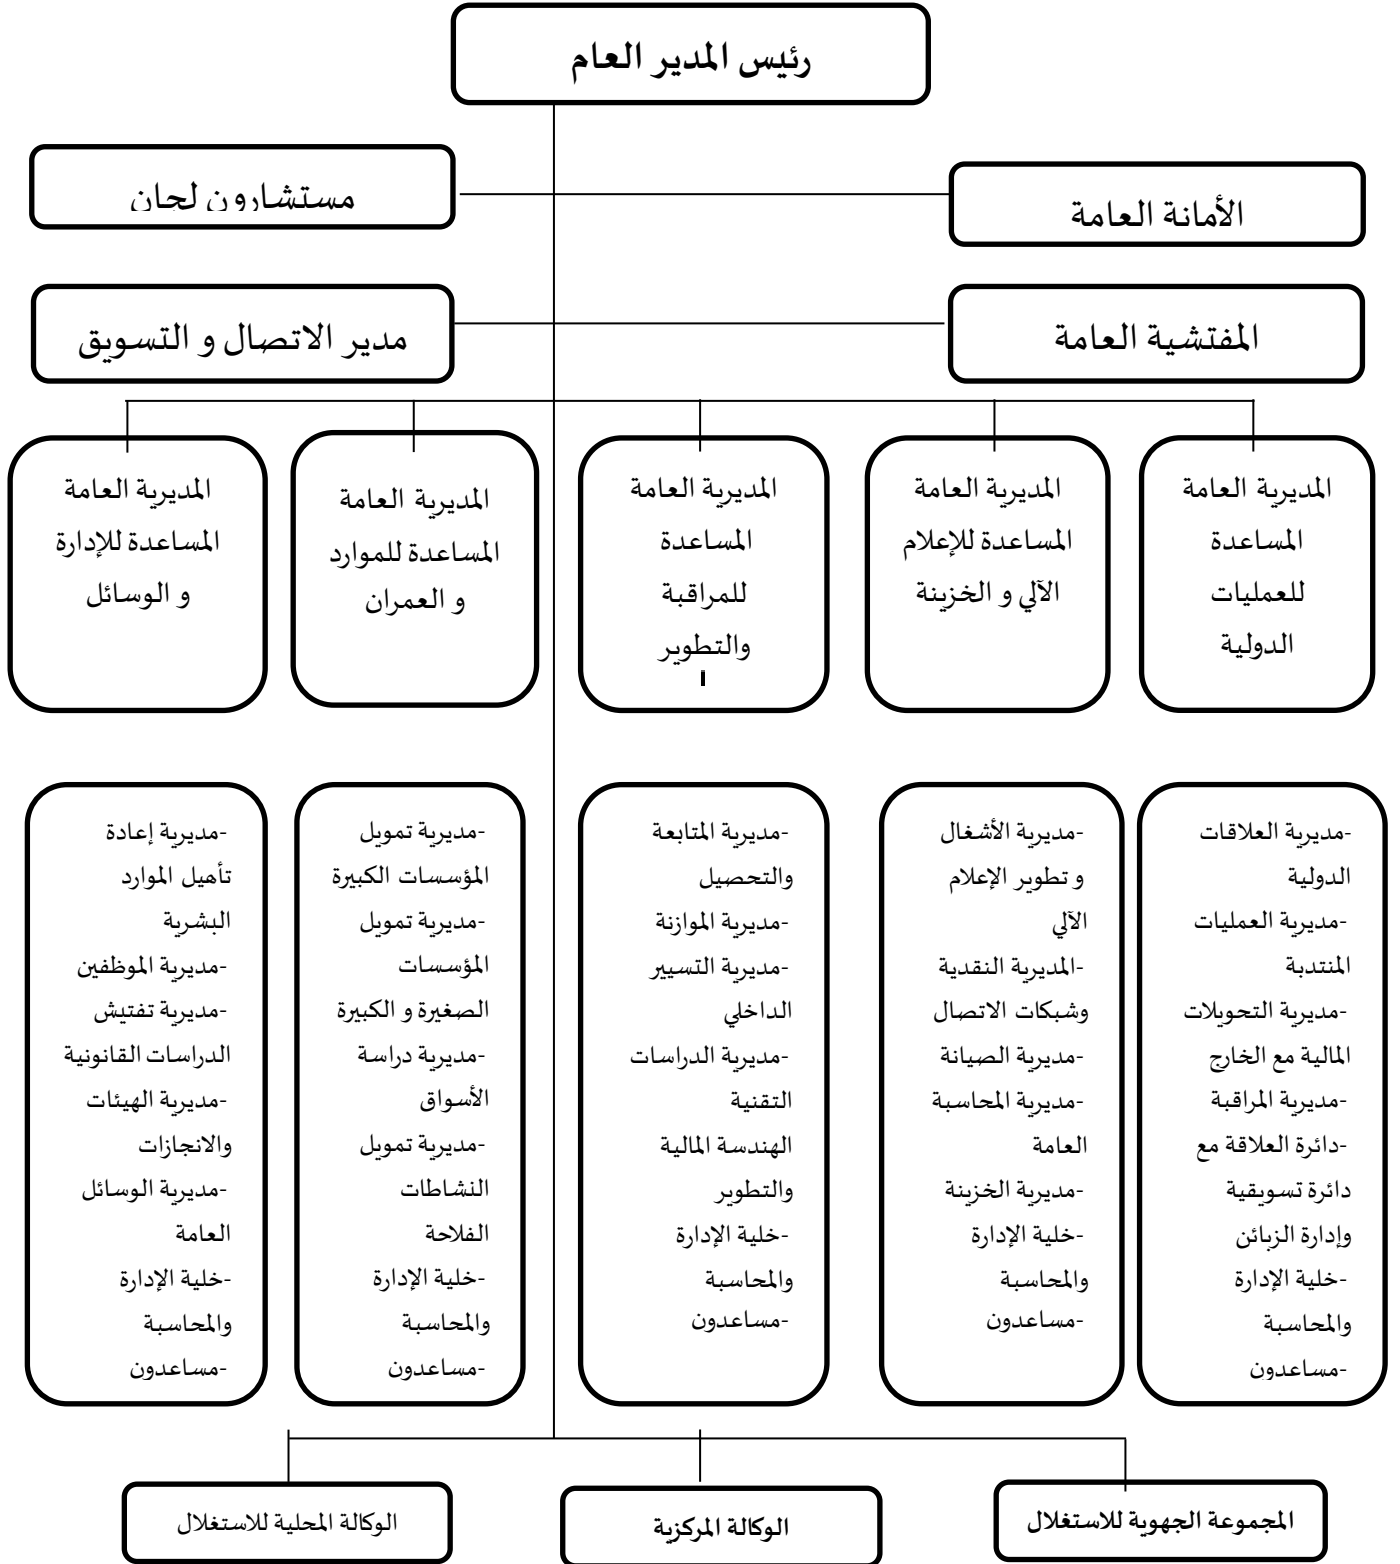 رئيس المدير العام
الأمانة العامة
مستشارون لجان
المفتشية العامة
مدير الاتصال و التسويق
المديرية العامة
المساعدة
للعمليات
الدولية
المديرية العامة
المساعدة للإعلام
الآلي و الخزينة
المديرية العامة
المساعدة
للمراقبة
والتطوير
المديرية العامة
المساعدة للموارد
و العمران
المديرية العامة
المساعدة للإدارة
و الوسائل
-مديرية العلاقات
الدولية
-مديرية العمليات
المنتدبة
-مديرية التحويلات
المالية مع الخارج
-مديرية المراقبة
-دائرة العلاقة مع
دائرة تسويقية
وإدارة الزبائن
-خلية الإدارة
والمحاسبة
-مساعدون
-مديرية الأشغال
و تطوير الإعلام
الآلي
-المديرية النقدية
وشبكات الاتصال
-مديرية الصيانة
-مديرية المحاسبة
العامة
-مديرية الخزينة
-خلية الإدارة
والمحاسبة
-مساعدون
-مديرية المتابعة
والتحصيل
-مديرية الموازنة
-مديرية التسيير
الداخلي
-مديرية الدراسات
التقنية
الهندسة المالية
والتطوير
-خلية الإدارة
والمحاسبة
-مساعدون
-مديرية تمويل
المؤسسات الكبيرة
-مديرية تمويل
المؤسسات
الصغيرة و الكبيرة
-مديرية دراسة
الأسواق
-مديرية تمويل
النشاطات
الفلاحة
-خلية الإدارة
والمحاسبة
-مساعدون
-مديرية إعادة
تأهيل الموارد
البشرية
-مديرية الموظفين
-مديرية تفتيش
الدراسات القانونية
-مديرية الهيئات
والانجازات
-مديرية الوسائل
العامة
-خلية الإدارة
والمحاسبة
-مساعدون
المجموعة الجهوية للاستغلال
الوكالة المركزية
الوكالة المحلية للاستغلال